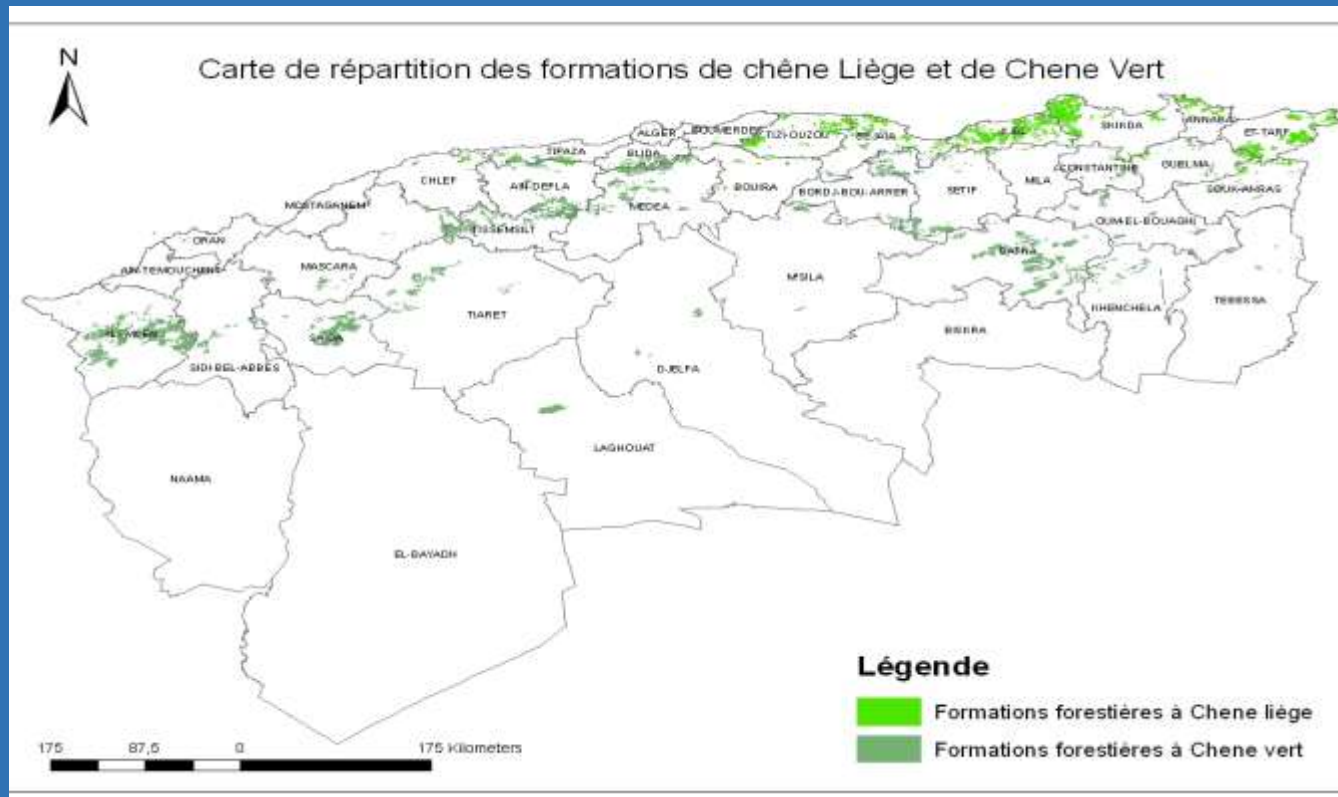 N
Carte de répartition des formations de chêne Liège et de Chene Vert
ALGER
BOUMERDES
TIZI-OUZOU
SKIKDA
ANNABA
ET-TARF
TIPAZA
BLIDA
CHLEF
AIN-DEFLA
MEDEA
BOUIRA
BORDJ-BOU-ARRER
SETIF
MILA
CONSTANTINE
GUELMA
SOUK-AHRAS
MOSTAGANEM
TISSEMSILT
OUM-EL-BOUAGHI
ORAN
AIN-TEMOUCHENT
MASCARA
BATNA
M'SILA
KHENCHELA
TEBESSA
TIARET
TLEMCEN
SAIDA
BISKRA
SIDI-BEL-ABBES
DJELFA
LAGHOUAT
NAAMA
EL-BAYADH
Légende
Formations forestières à Chene liège
Formations forestières à Chene vert
175 87,5 0 175 Kilometers